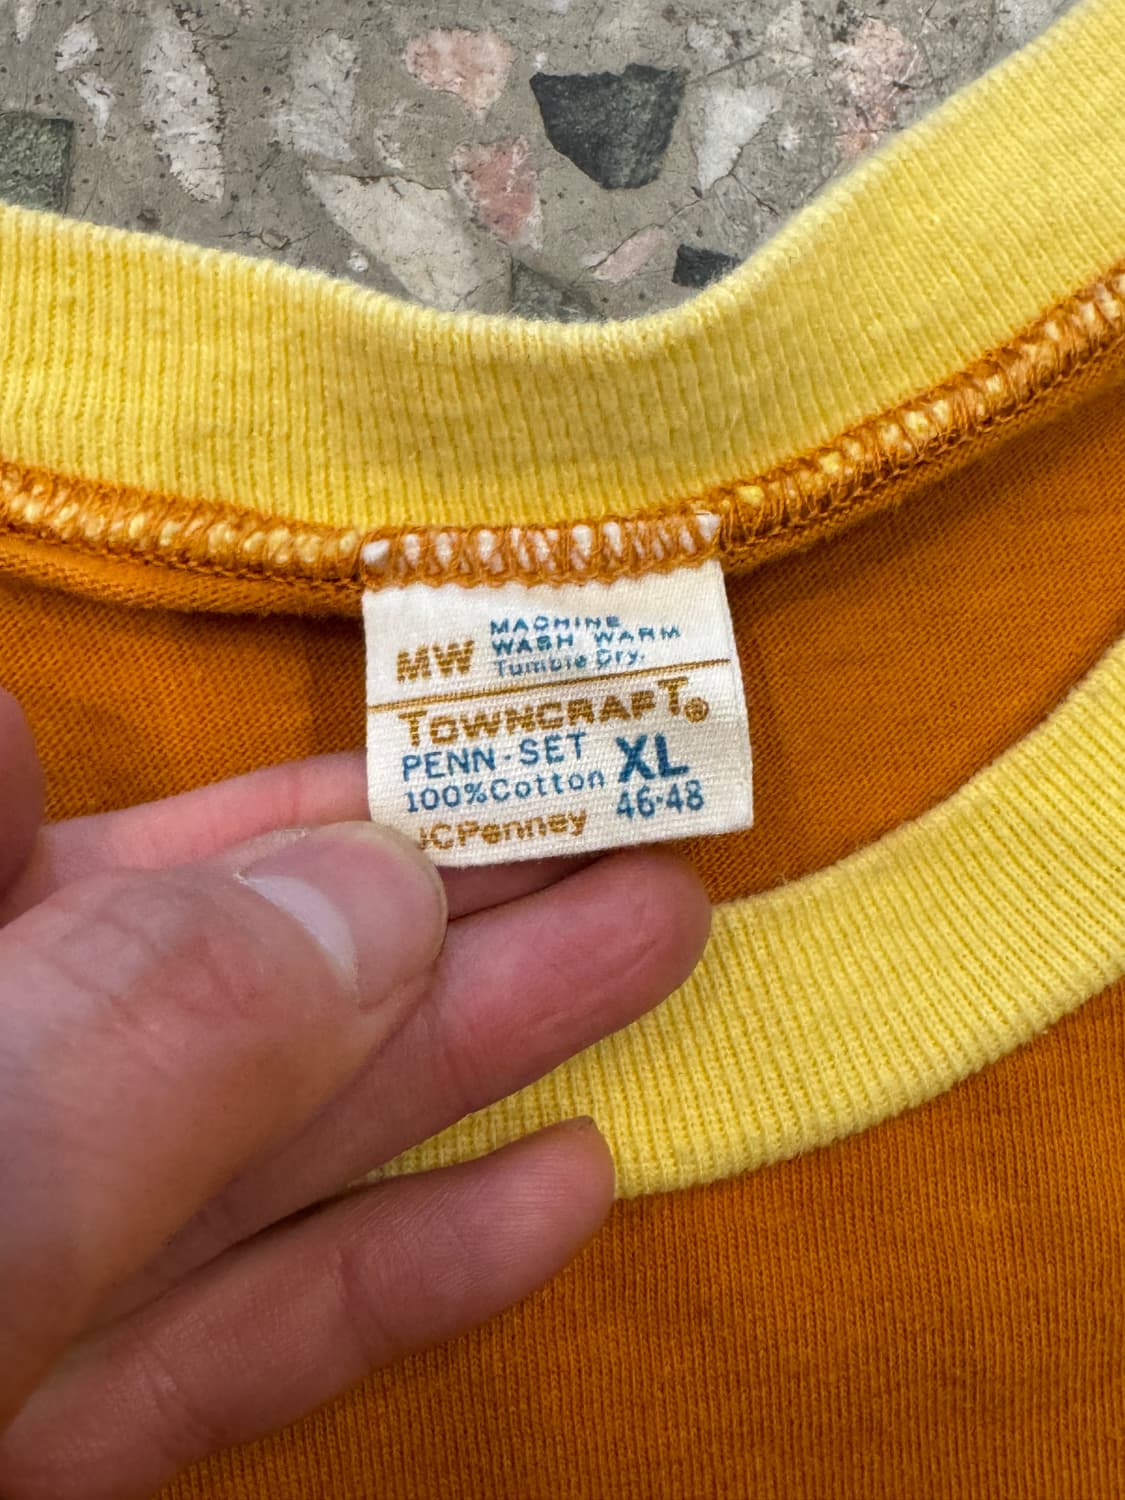 MW
MACHINE
WASH WARM
Tumble Dry.
TOWNCRAFT®
PENN-SET
100%Cotton
XL
46-48
JCPenney